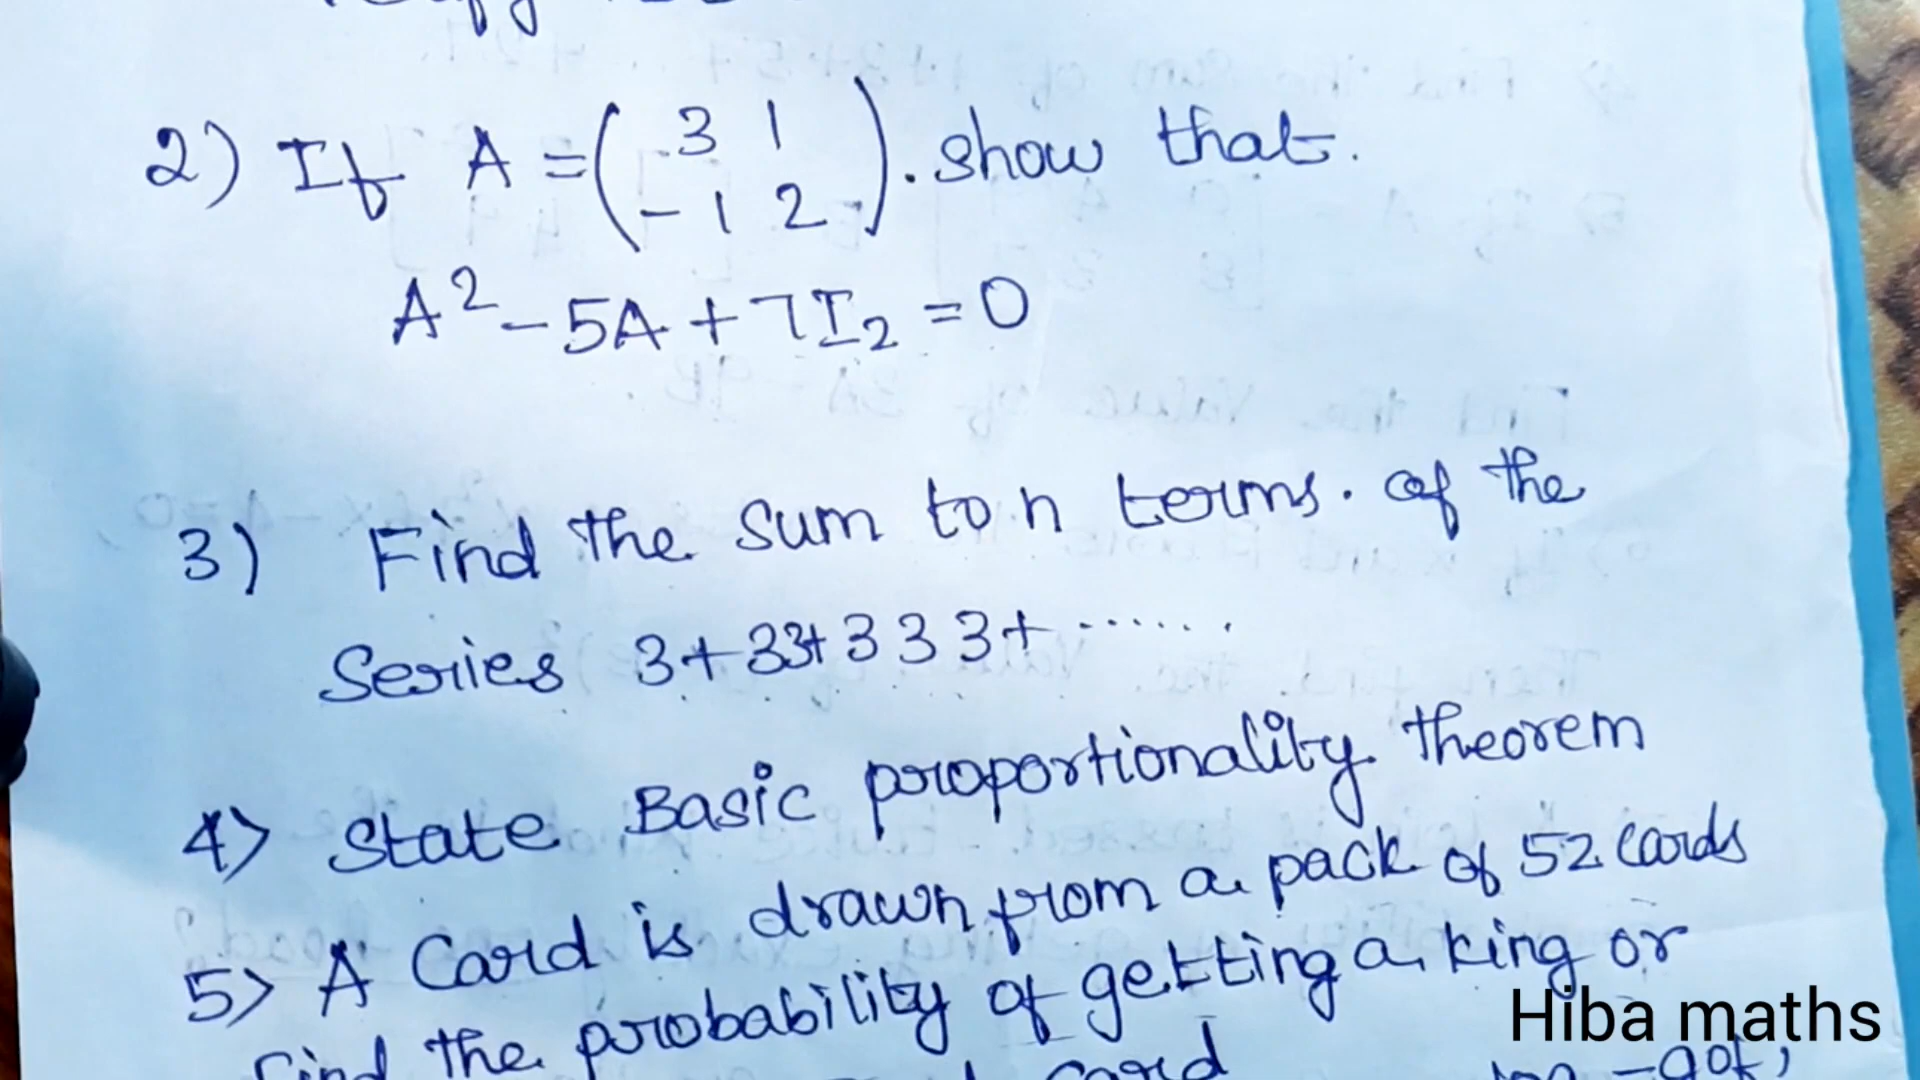 2) If A = ( 3 1
- 1 2 ). show that.
A² - 5A + 7I₂ = 0
3) Find the sum to n terms. of the
Series 3+33+333+.......
4> State Basic proportionality. theorem
5> A Card is drawn from a pack of 52 Cards
Find the probability of getting a king or
card
Hiba maths